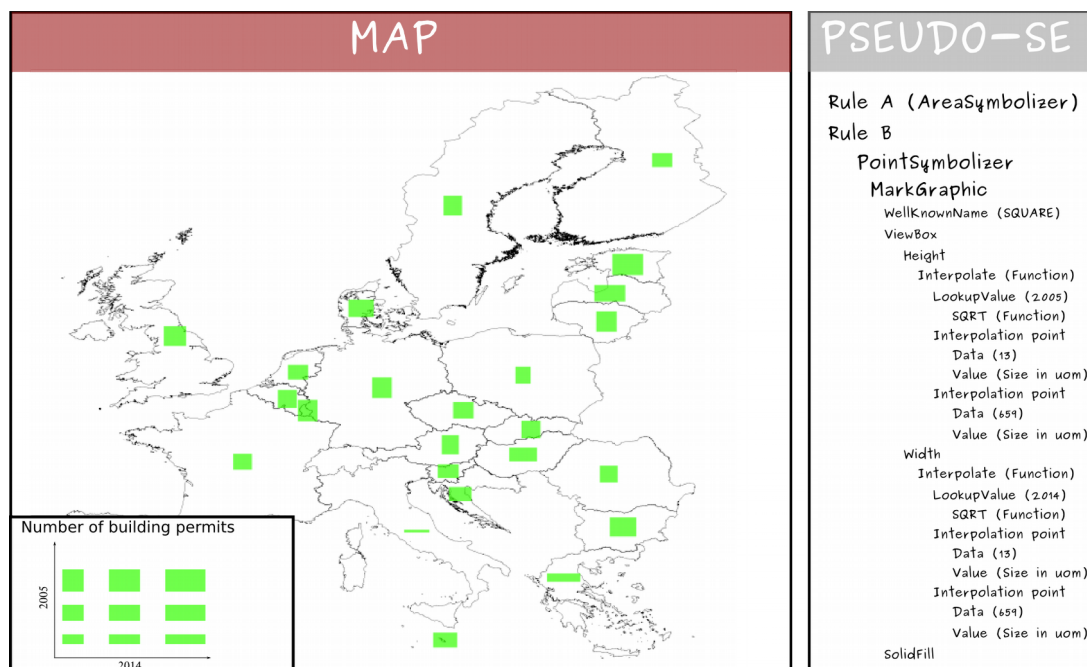 MAP
Number of building permits
2005
2014
PSEUDO-SE
Rule A (AreaSymbolizer)
Rule B
PointSymbolizer
MarkGraphic
WellKnownName (SQUARE)
ViewBox
Height
Interpolate (Function)
LookupValue (2005)
SQRT (Function)
Interpolation point
Data (13)
Value (Size in uom)
Interpolation point
Data (659)
Value (Size in uom)
Width
Interpolate (Function)
LookupValue (2014)
SQRT (Function)
Interpolation point
Data (13)
Value (Size in uom)
Interpolation point
Data (659)
Value (Size in uom)
SolidFill